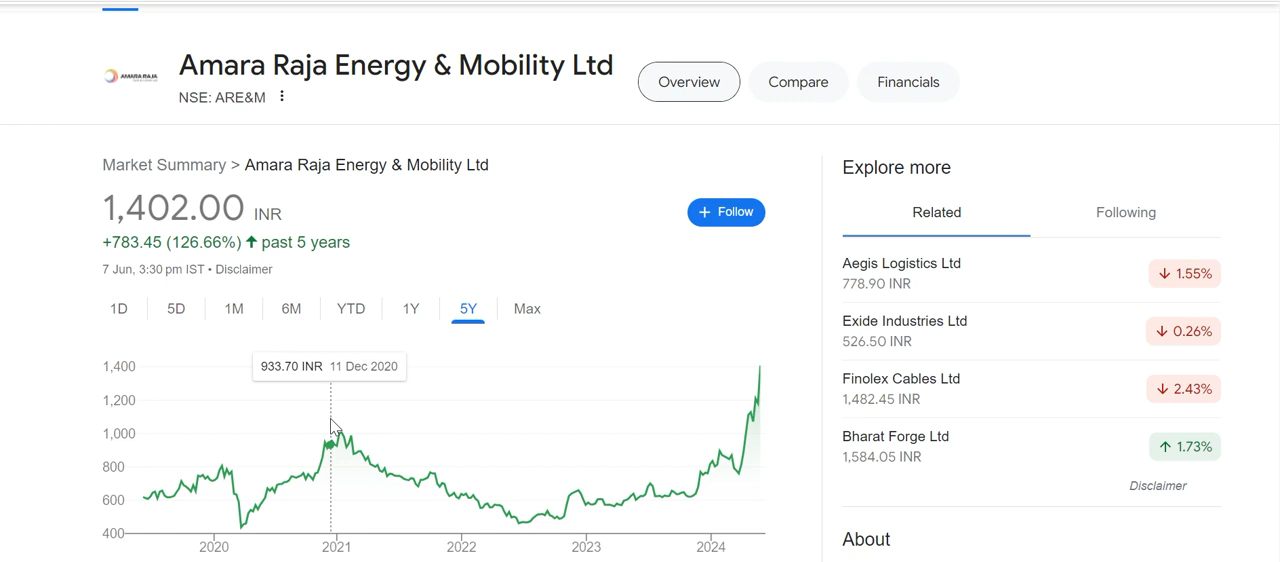 Amara Raja Energy & Mobility Ltd
AMARA RAJA
NSE: ARE&M
Overview
Compare
Financials
Market Summary > Amara Raja Energy & Mobility Ltd
1,402.00 INR
+ Follow
+783.45 (126.66%) ↑ past 5 years
7 Jun, 3:30 pm IST • Disclaimer
1D 5D 1M 6M YTD 1Y 5Y Max
933.70 INR 11 Dec 2020
1,400
1,200
1,000
800
600
400
2020 2021 2022 2023 2024
Explore more
Related Following
Aegis Logistics Ltd
778.90 INR
↓ 1.55%
Exide Industries Ltd
526.50 INR
↓ 0.26%
Finolex Cables Ltd
1,482.45 INR
↓ 2.43%
Bharat Forge Ltd
1,584.05 INR
↑ 1.73%
Disclaimer
About